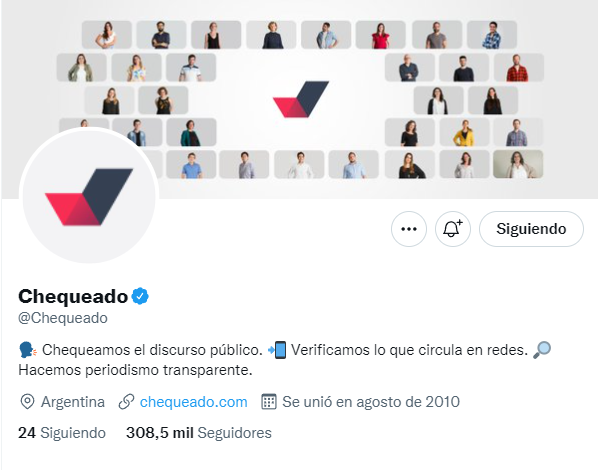 Siguiendo
Chequeado
@Chequeado
🗣️ Chequeamos el discurso público. 📲 Verificamos lo que circula en redes. 🔎
Hacemos periodismo transparente.
Argentina chequeado.com Se unió en agosto de 2010
24 Siguiendo 308,5 mil Seguidores